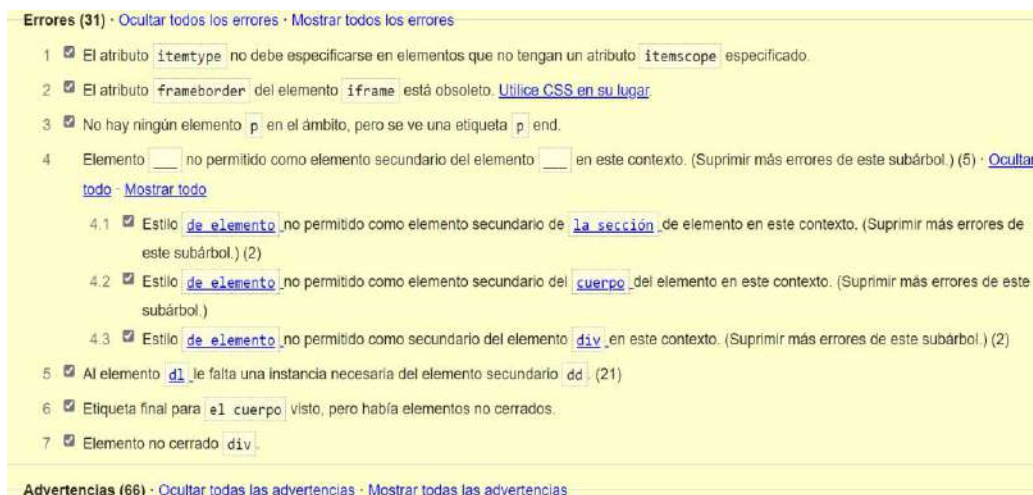 Errores (31) · Ocultar todos los errores · Mostrar todos los errores
1 El atributo itemtype no debe especificarse en elementos que no tengan un atributo itemscope especificado.
2 El atributo frameborder del elemento iframe está obsoleto. Utilice CSS en su lugar.
3 No hay ningún elemento p en el ámbito, pero se ve una etiqueta p end.
4 Elemento ___ no permitido como elemento secundario del elemento ___ en este contexto. (Suprimir más errores de este subárbol.) (5) · Ocultar
todo · Mostrar todo
4.1 Estilo de elemento no permitido como elemento secundario de la sección de elemento en este contexto. (Suprimir más errores de
este subárbol.) (2)
4.2 Estilo de elemento no permitido como elemento secundario del cuerpo del elemento en este contexto. (Suprimir más errores de este
subárbol.)
4.3 Estilo de elemento no permitido como secundario del elemento div en este contexto. (Suprimir más errores de este subárbol.) (2)
5 Al elemento dl le falta una instancia necesaria del elemento secundario dd . (21)
6 Etiqueta final para el cuerpo visto, pero había elementos no cerrados.
7 Elemento no cerrado div .
Advertencias (66) · Ocultar todas las advertencias · Mostrar todas las advertencias